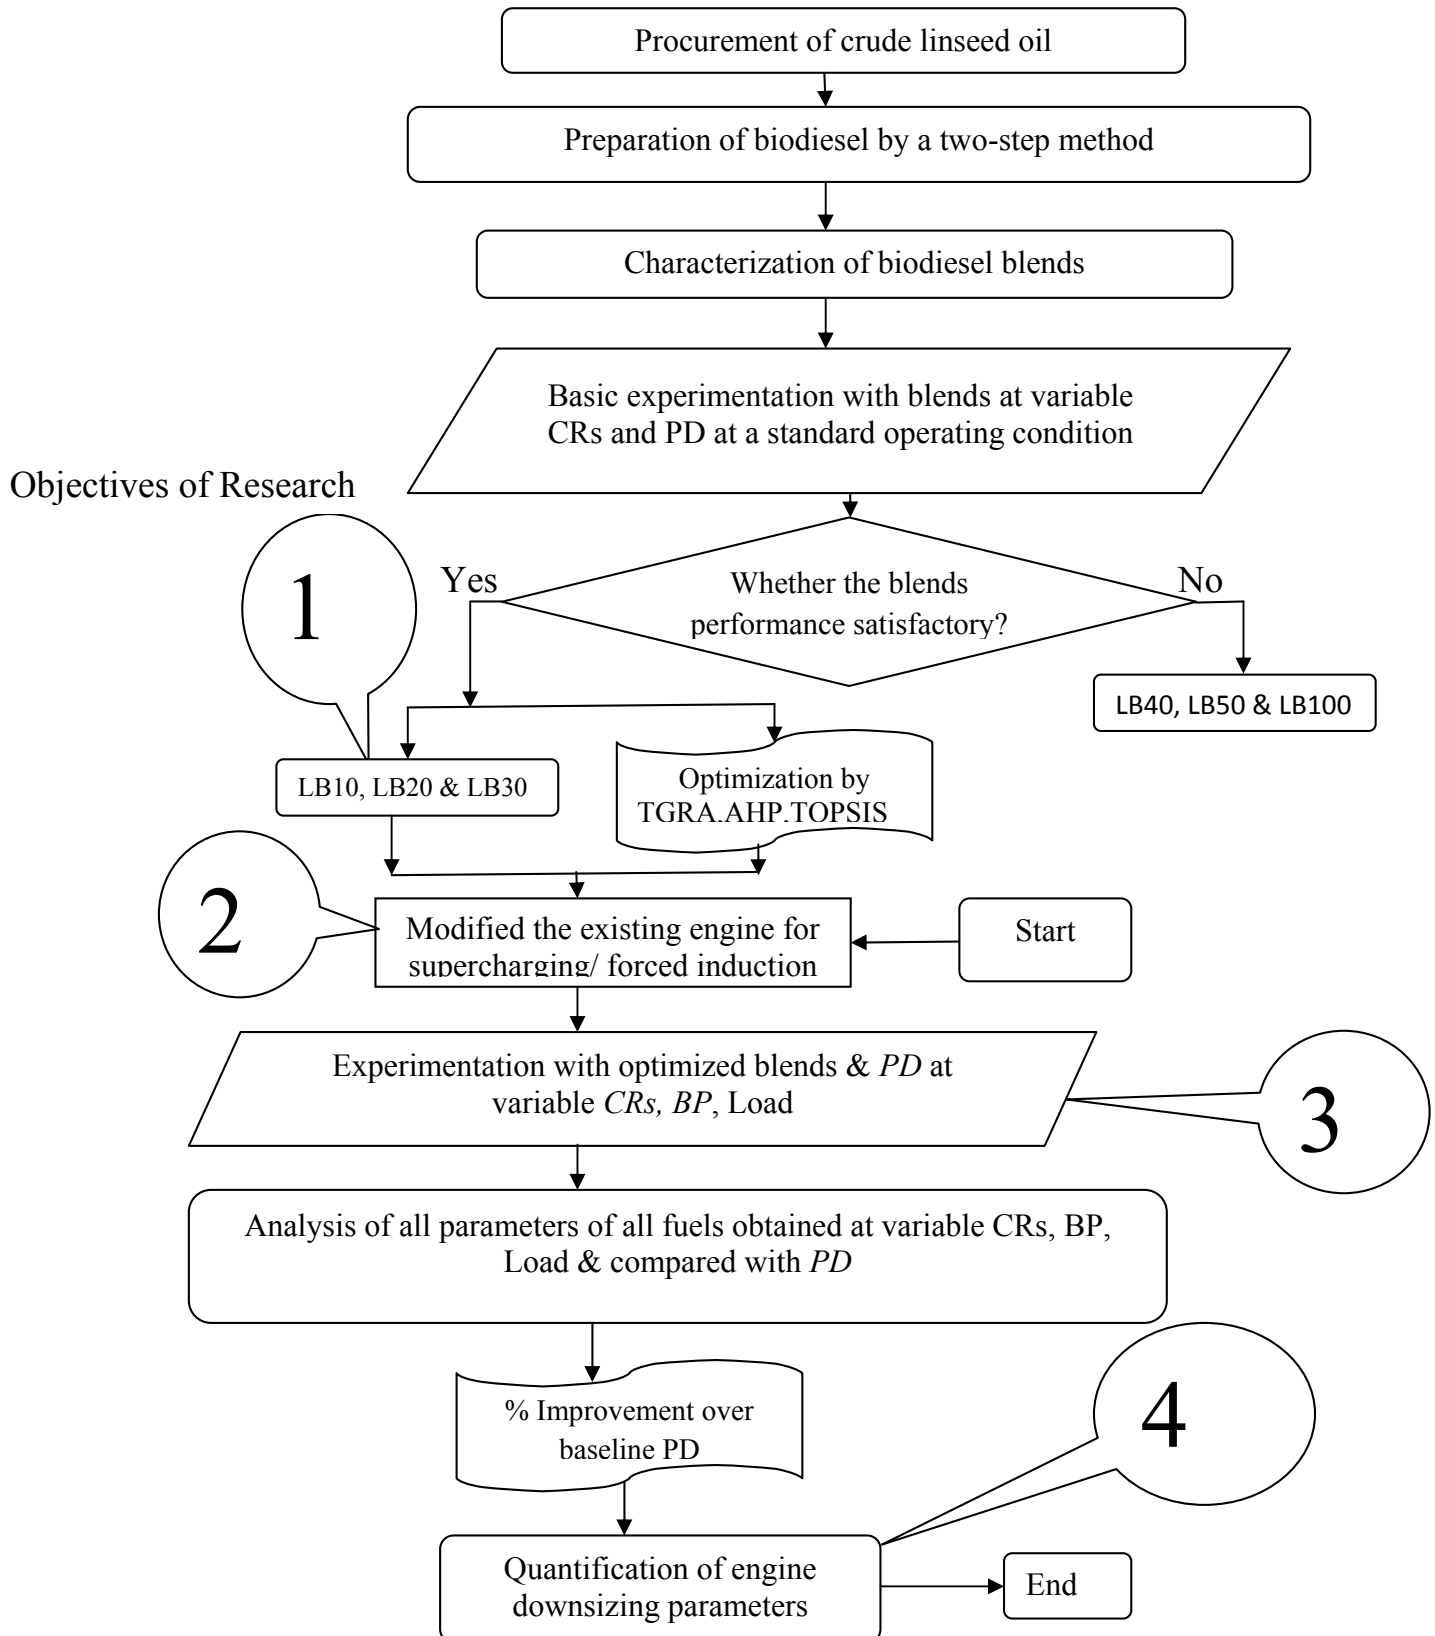 Procurement of crude linseed oil
Preparation of biodiesel by a two-step method
Characterization of biodiesel blends
Basic experimentation with blends at variable
CRs and PD at a standard operating condition
Objectives of Research
1
Yes
Whether the blends
performance satisfactory?
No
LB40, LB50 & LB100
LB10, LB20 & LB30
Optimization by
TGRA,AHP,TOPSIS
2
Modified the existing engine for
supercharging/ forced induction
Start
Experimentation with optimized blends & PD at
variable CRs, BP, Load
3
Analysis of all parameters of all fuels obtained at variable CRs, BP,
Load & compared with PD
% Improvement over
baseline PD
4
Quantification of engine
downsizing parameters
End